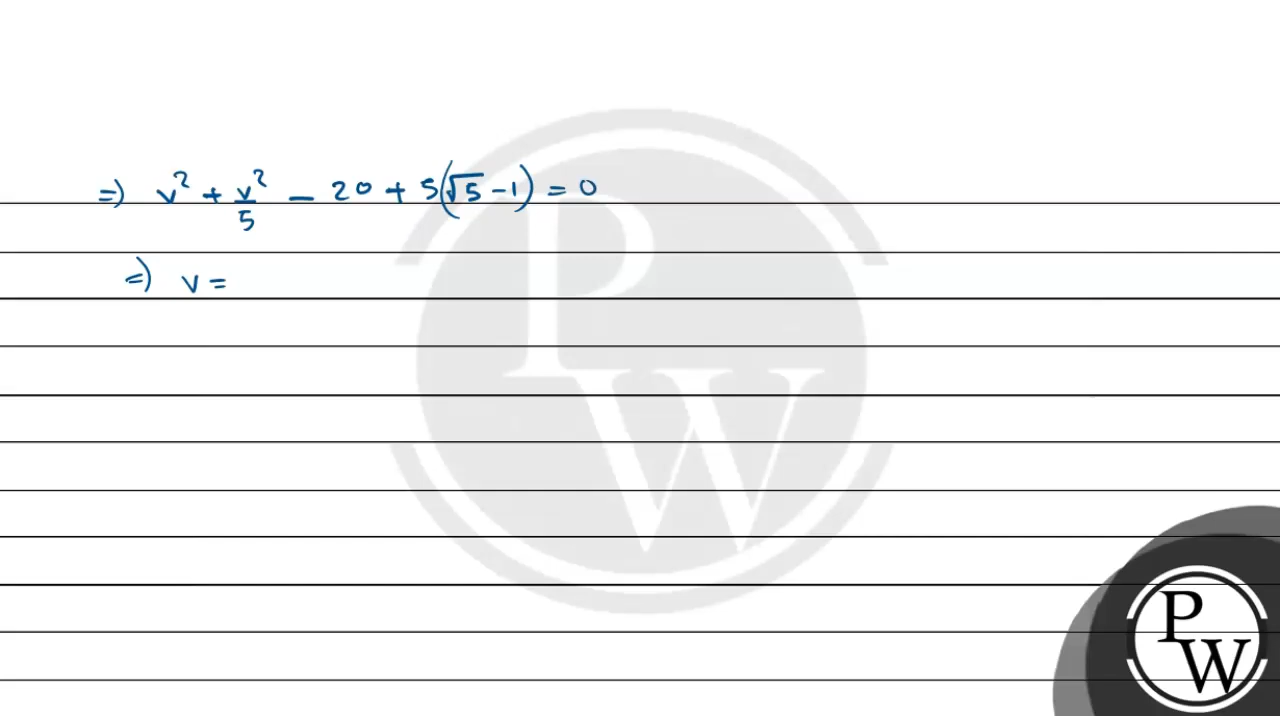 ⇒) v² + v²/5 − 20 + 5(√5 − 1) = 0
⇒) v =
P
W
P
W